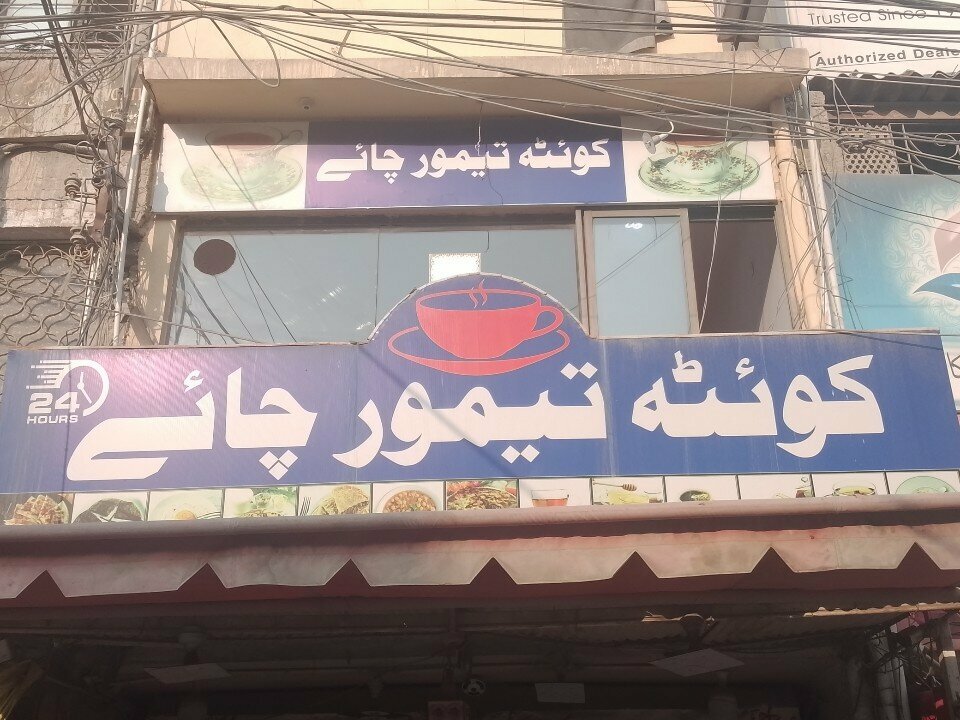 Trusted Since
Authorized Deale
کوئٹہ تیمور چائے
24
HOURS
کوئٹہ تیمور چائے